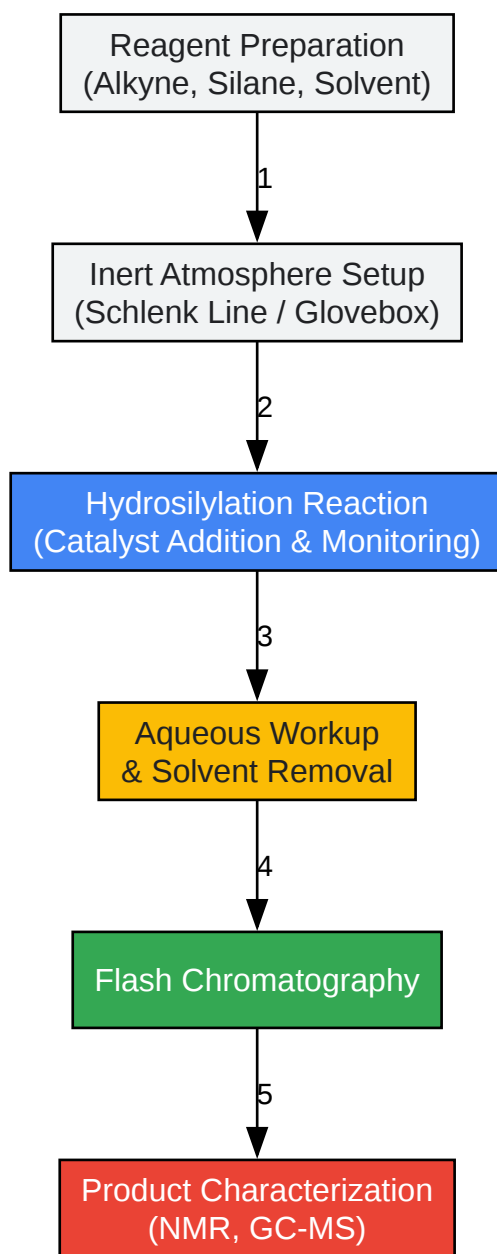 Reagent Preparation
(Alkyne, Silane, Solvent)
1
Inert Atmosphere Setup
(Schlenk Line / Glovebox)
2
Hydrosilylation Reaction
(Catalyst Addition & Monitoring)
3
Aqueous Workup
& Solvent Removal
4
Flash Chromatography
5
Product Characterization
(NMR, GC-MS)